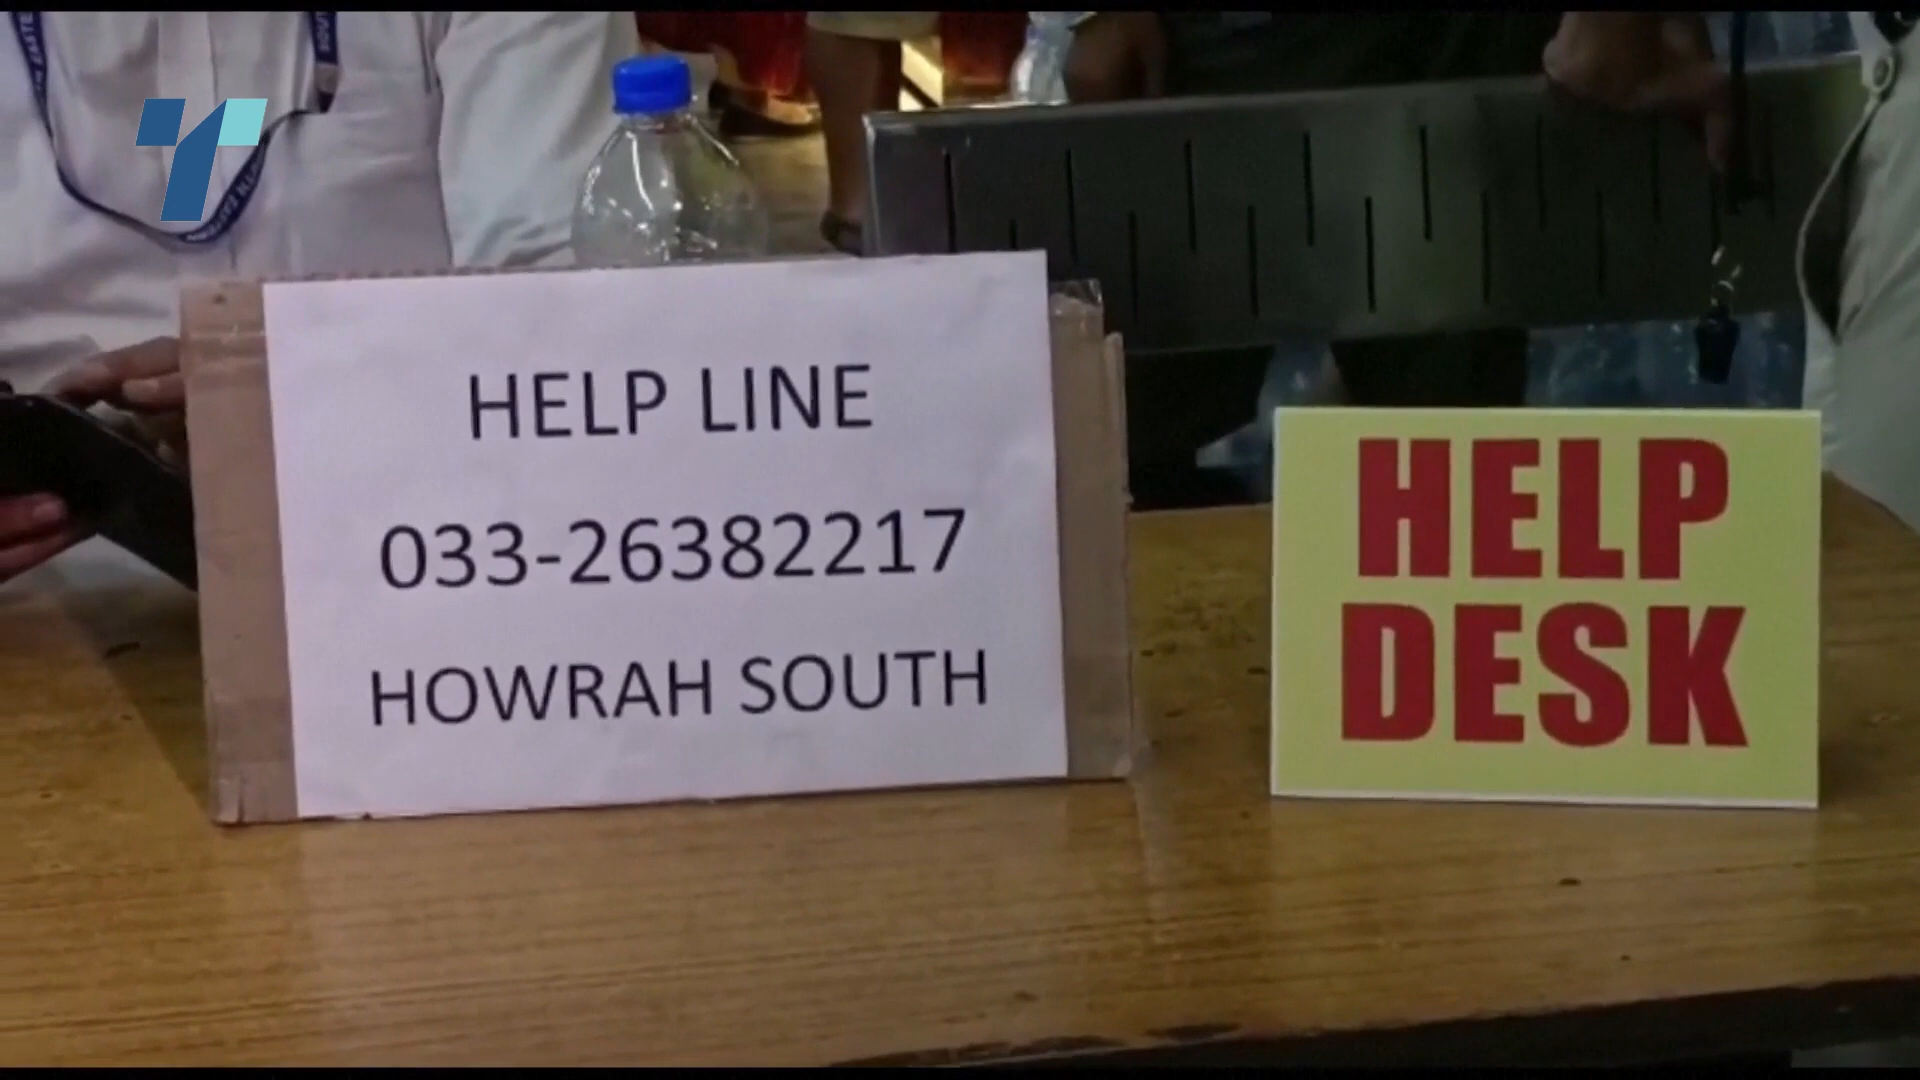 HELP LINE
033-26382217
HOWRAH SOUTH
HELP
DESK